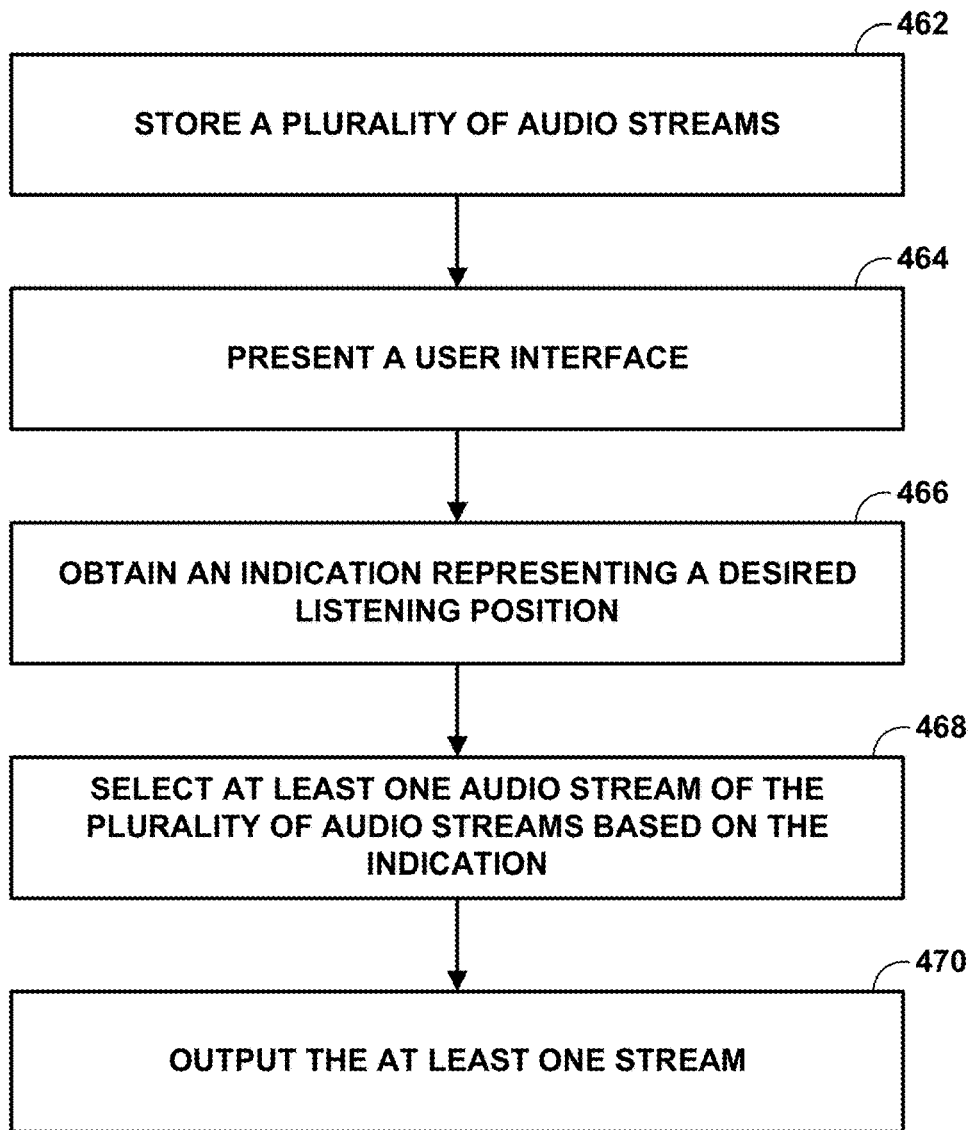 462
STORE A PLURALITY OF AUDIO STREAMS
464
PRESENT A USER INTERFACE
466
OBTAIN AN INDICATION REPRESENTING A DESIRED
LISTENING POSITION
468
SELECT AT LEAST ONE AUDIO STREAM OF THE
PLURALITY OF AUDIO STREAMS BASED ON THE
INDICATION
470
OUTPUT THE AT LEAST ONE STREAM